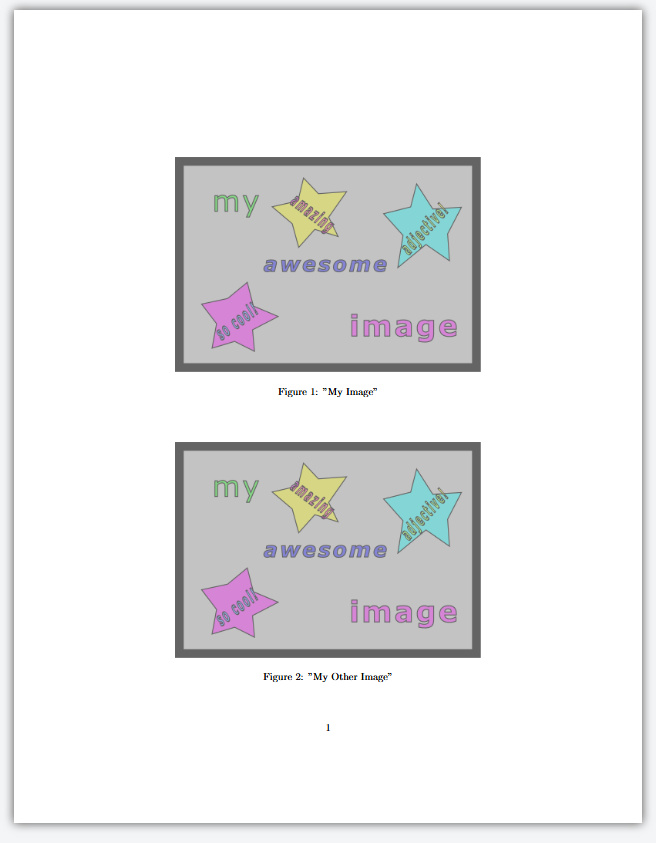 my
amazing
adjective!
awesome
so cool!
image
Figure 1: ”My Image”
my
amazing
adjective!
awesome
so cool!
image
Figure 2: ”My Other Image”
1